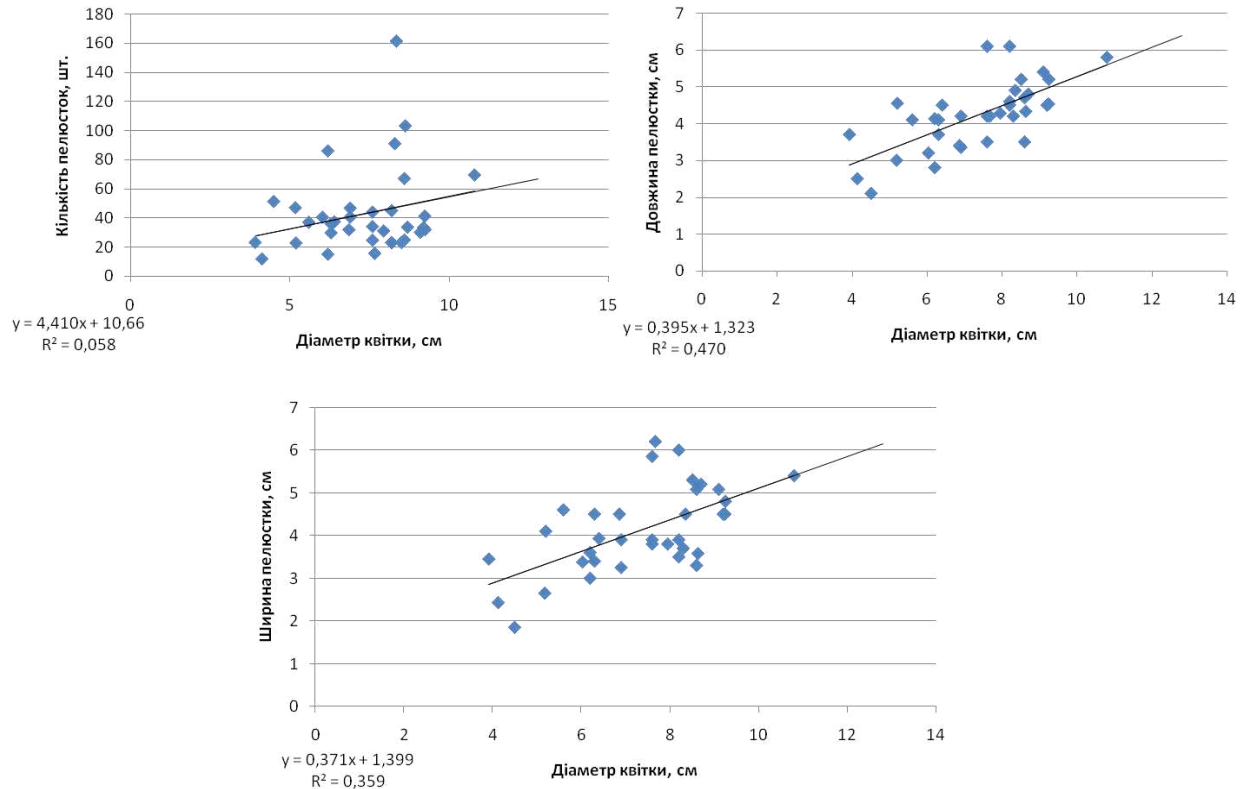 180
160
140
120
100
80
60
40
20
0
Кількість пелюсток, шт.
0 5 10 15
Діаметр квітки, см
y = 4,410x + 10,66
R² = 0,058
7
6
5
4
3
2
1
0
Довжина пелюстки, см
0 2 4 6 8 10 12 14
Діаметр квітки, см
y = 0,395x + 1,323
R² = 0,470
7
6
5
4
3
2
1
0
Ширина пелюстки, см
0 2 4 6 8 10 12 14
Діаметр квітки, см
y = 0,371x + 1,399
R² = 0,359